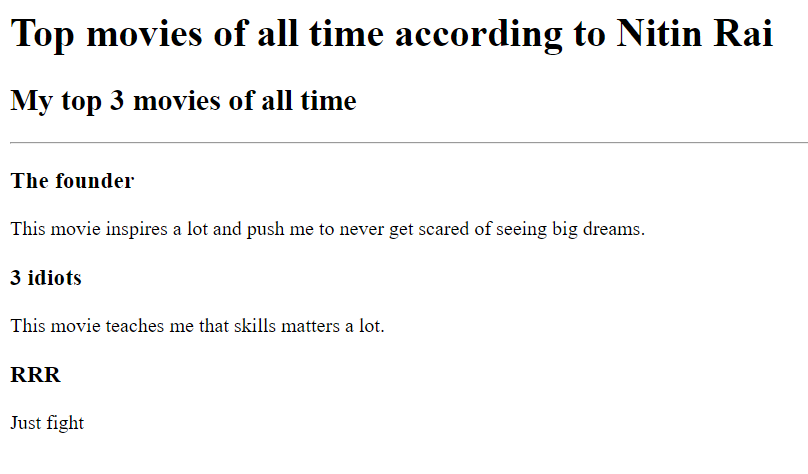 Top movies of all time according to Nitin Rai
My top 3 movies of all time
The founder
This movie inspires a lot and push me to never get scared of seeing big dreams.
3 idiots
This movie teaches me that skills matters a lot.
RRR
Just fight